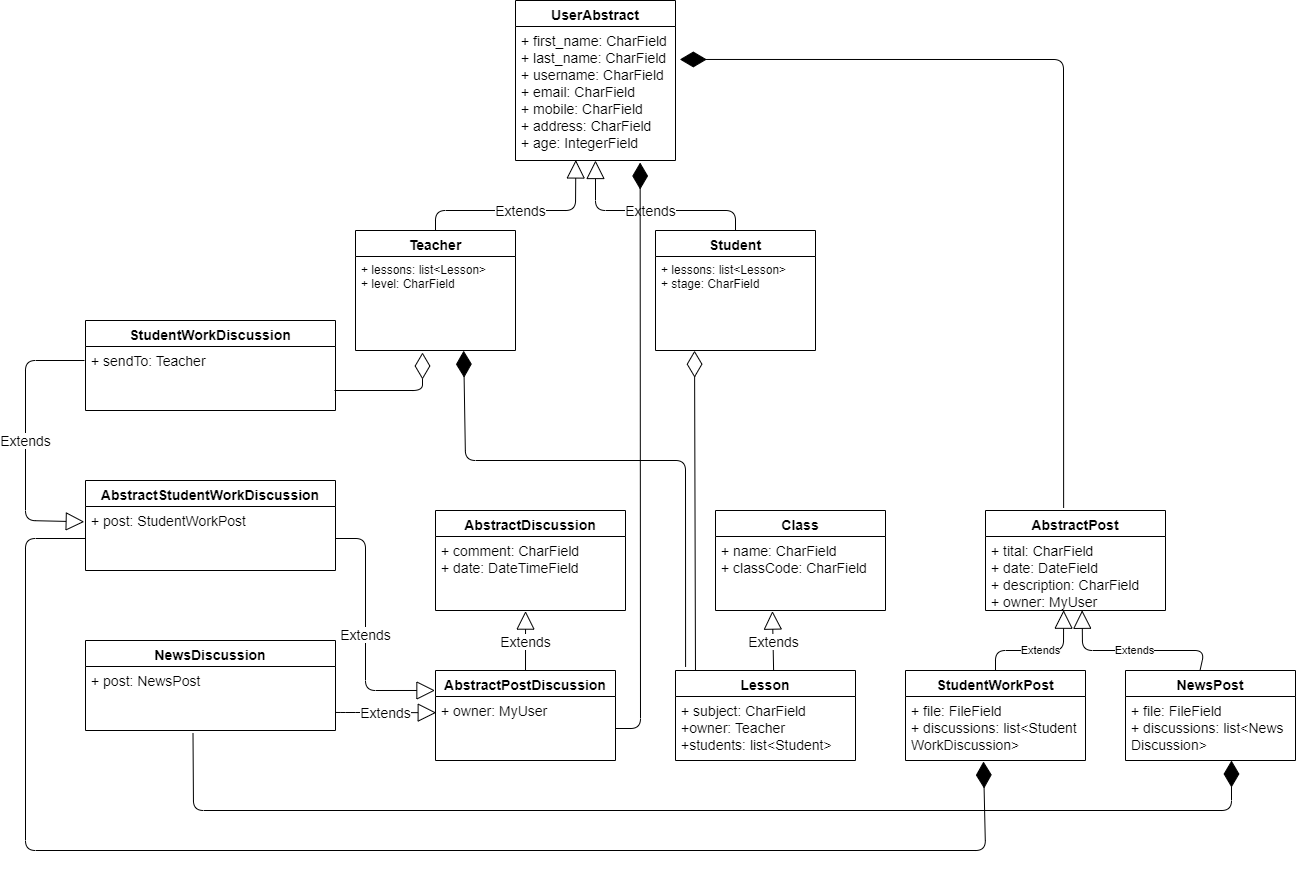 UserAbstract
+ first_name: CharField
+ last_name: CharField
+ username: CharField
+ email: CharField
+ mobile: CharField
+ address: CharField
+ age: IntegerField
Extends
Extends
Teacher
+ lessons: list<Lesson>
+ level: CharField
Student
+ lessons: list<Lesson>
+ stage: CharField
StudentWorkDiscussion
+ sendTo: Teacher
Extends
AbstractStudentWorkDiscussion
+ post: StudentWorkPost
AbstractDiscussion
+ comment: CharField
+ date: DateTimeField
Class
+ name: CharField
+ classCode: CharField
AbstractPost
+ tital: CharField
+ date: DateField
+ description: CharField
+ owner: MyUser
Extends
Extends
Extends
Extends
Extends
NewsDiscussion
+ post: NewsPost
Extends
AbstractPostDiscussion
+ owner: MyUser
Lesson
+ subject: CharField
+owner: Teacher
+students: list<Student>
StudentWorkPost
+ file: FileField
+ discussions: list<Student
WorkDiscussion>
NewsPost
+ file: FileField
+ discussions: list<News
Discussion>